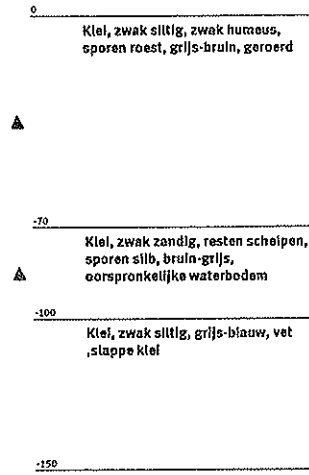 0
Klei, zwak siltig, zwak humeus,
sporen roest, grijs-bruin, geroerd
-70
Klei, zwak zandig, resten schelpen,
sporen slib, bruin-grijs,
oorspronkelijke waterbodem
-100
Klei, zwak siltig, grijs-blauw, vet
,slappe klei
-150